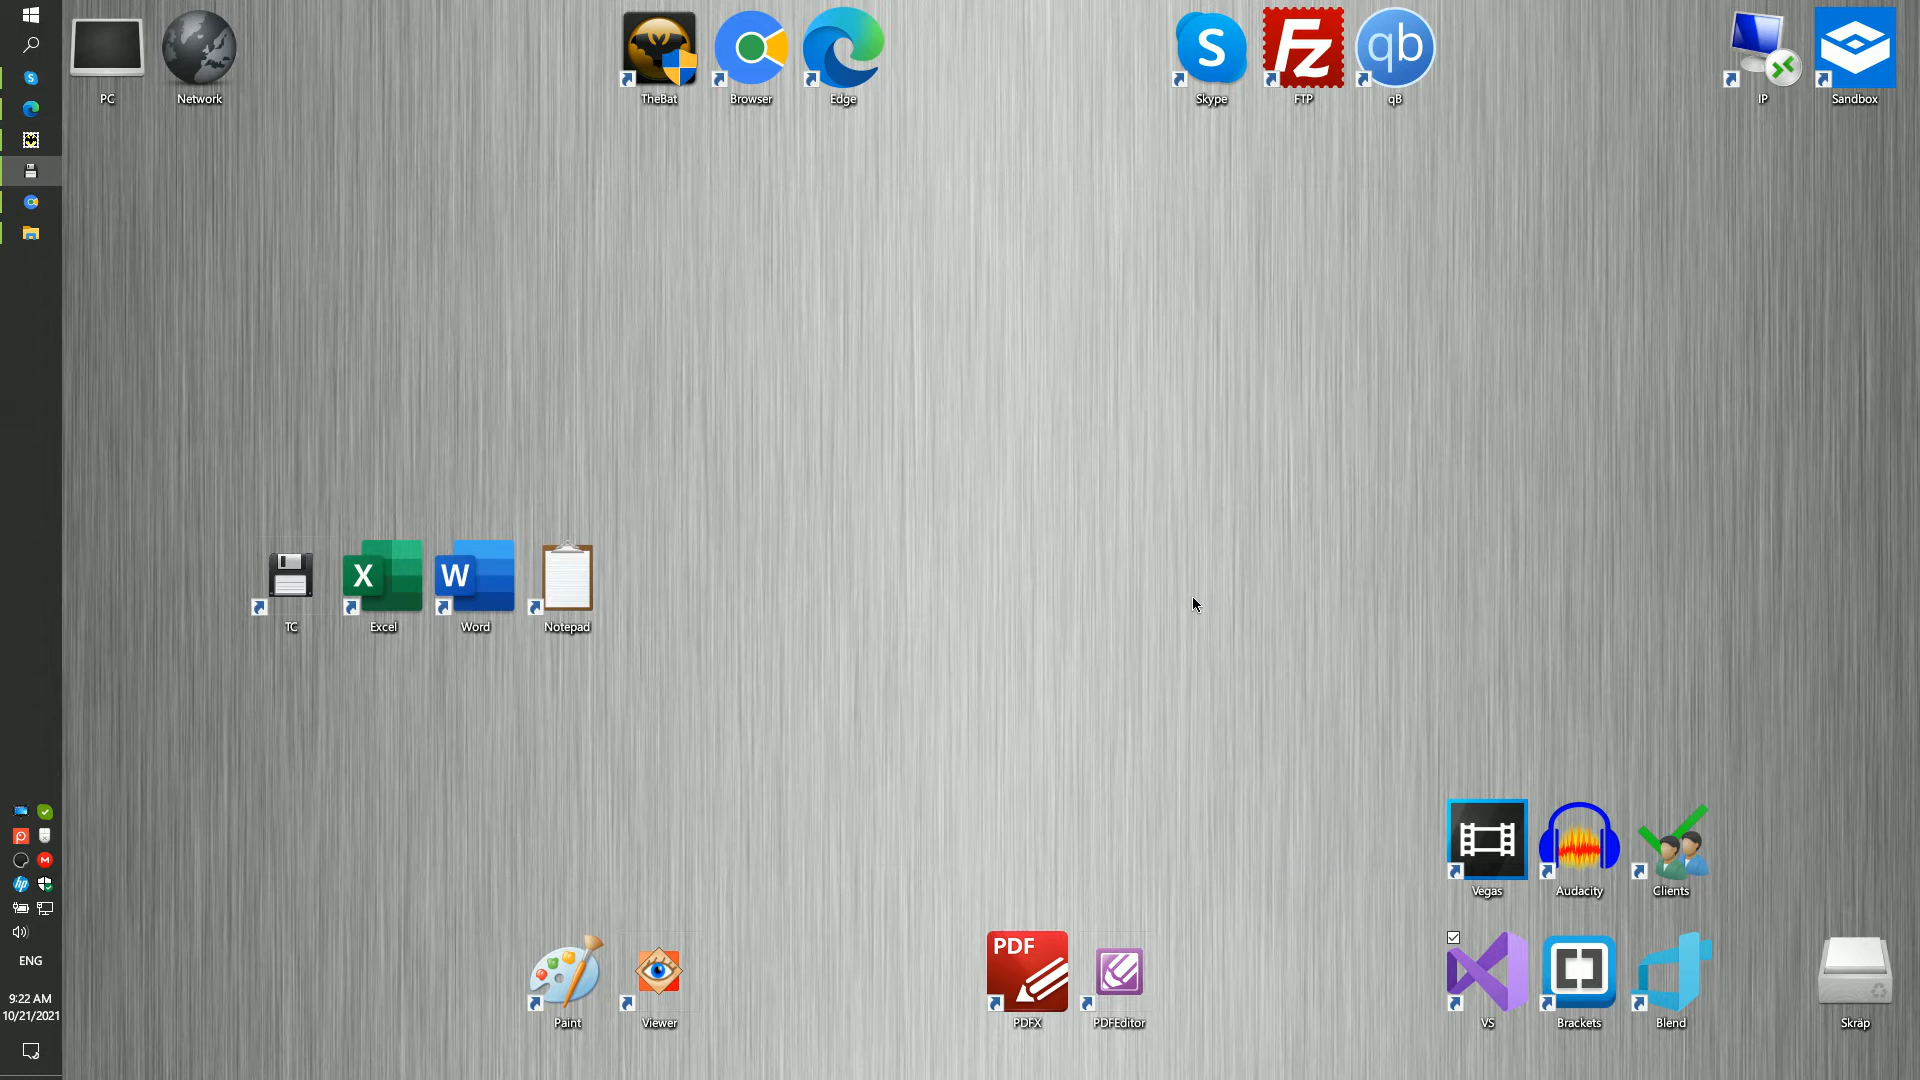 PC
Network
TheBat
Browser
Edge
Skype
FTP
qB
IP
Sandbox
TC
Excel
Word
Notepad
Vegas
Audacity
Clients
Paint
Viewer
PDF
PDFX
PDFEditor
VS
Brackets
Blend
Skráp
ENG
9:22 AM
10/21/2021